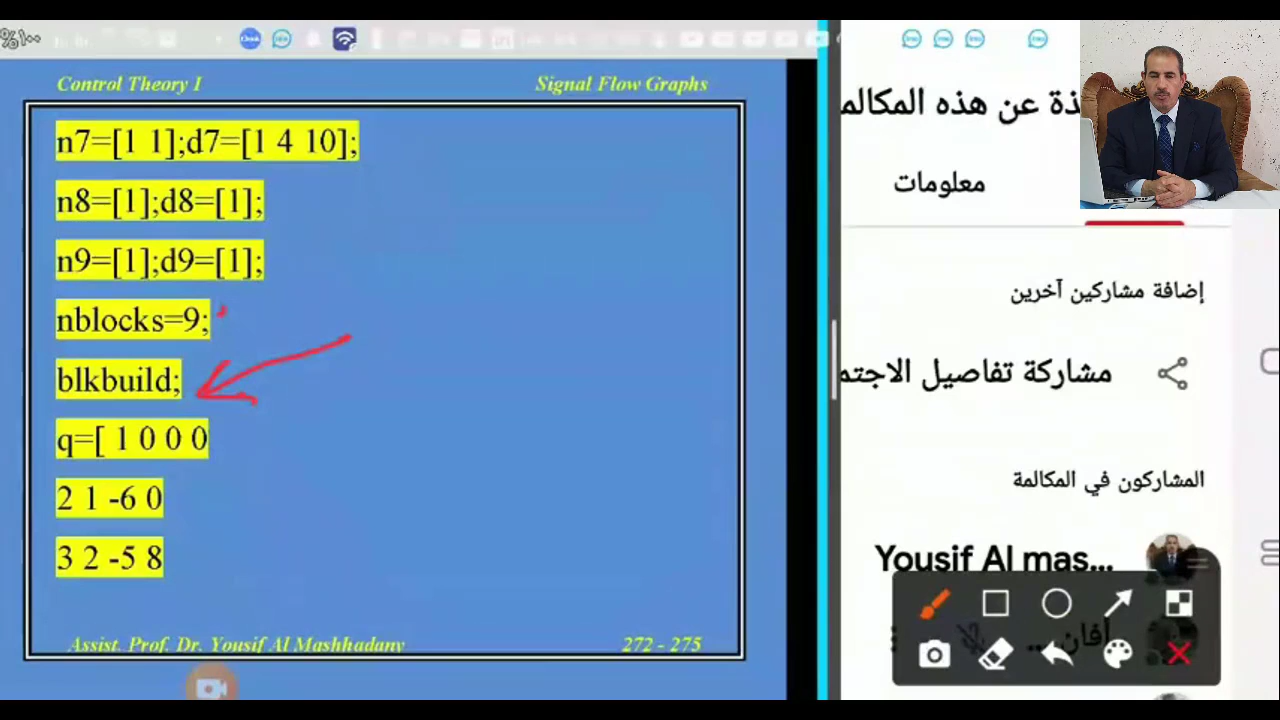 %١٠٠
Control Theory I
Signal Flow Graphs
n7=[1 1];d7=[1 4 10];
n8=[1];d8=[1];
n9=[1];d9=[1];
nblocks=9;
blkbuild;
q=[ 1 0 0 0
2 1 -6 0
3 2 -5 8
Assist. Prof. Dr. Yousif Al Mashhadany
272 - 275
ذة عن هذه المكالم
معلومات
إضافة مشاركين آخرين
مشاركة تفاصيل الاجتم
المشاركون في المكالمة
Yousif Al mas...